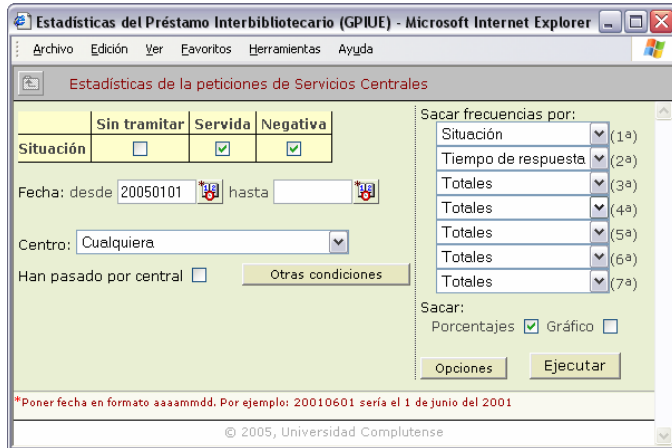 Estadísticas del Préstamo Interbibliotecario (GPIUE) - Microsoft Internet Explorer
Archivo Edición Ver Favoritos Herramientas Ayuda
Estadísticas de la peticiones de Servicios Centrales
Sin tramitar Servida Negativa
Situación
Fecha: desde 20050101 hasta
Centro: Cualquiera
Han pasado por central Otras condiciones
Sacar frecuencias por:
Situación (1ª)
Tiempo de respuesta (2ª)
Totales (3ª)
Totales (4ª)
Totales (5ª)
Totales (6ª)
Totales (7ª)
Sacar:
Porcentajes Gráfico
Opciones Ejecutar
*Poner fecha en formato aaaammdd. Por ejemplo: 20010601 sería el 1 de junio del 2001
© 2005, Universidad Complutense